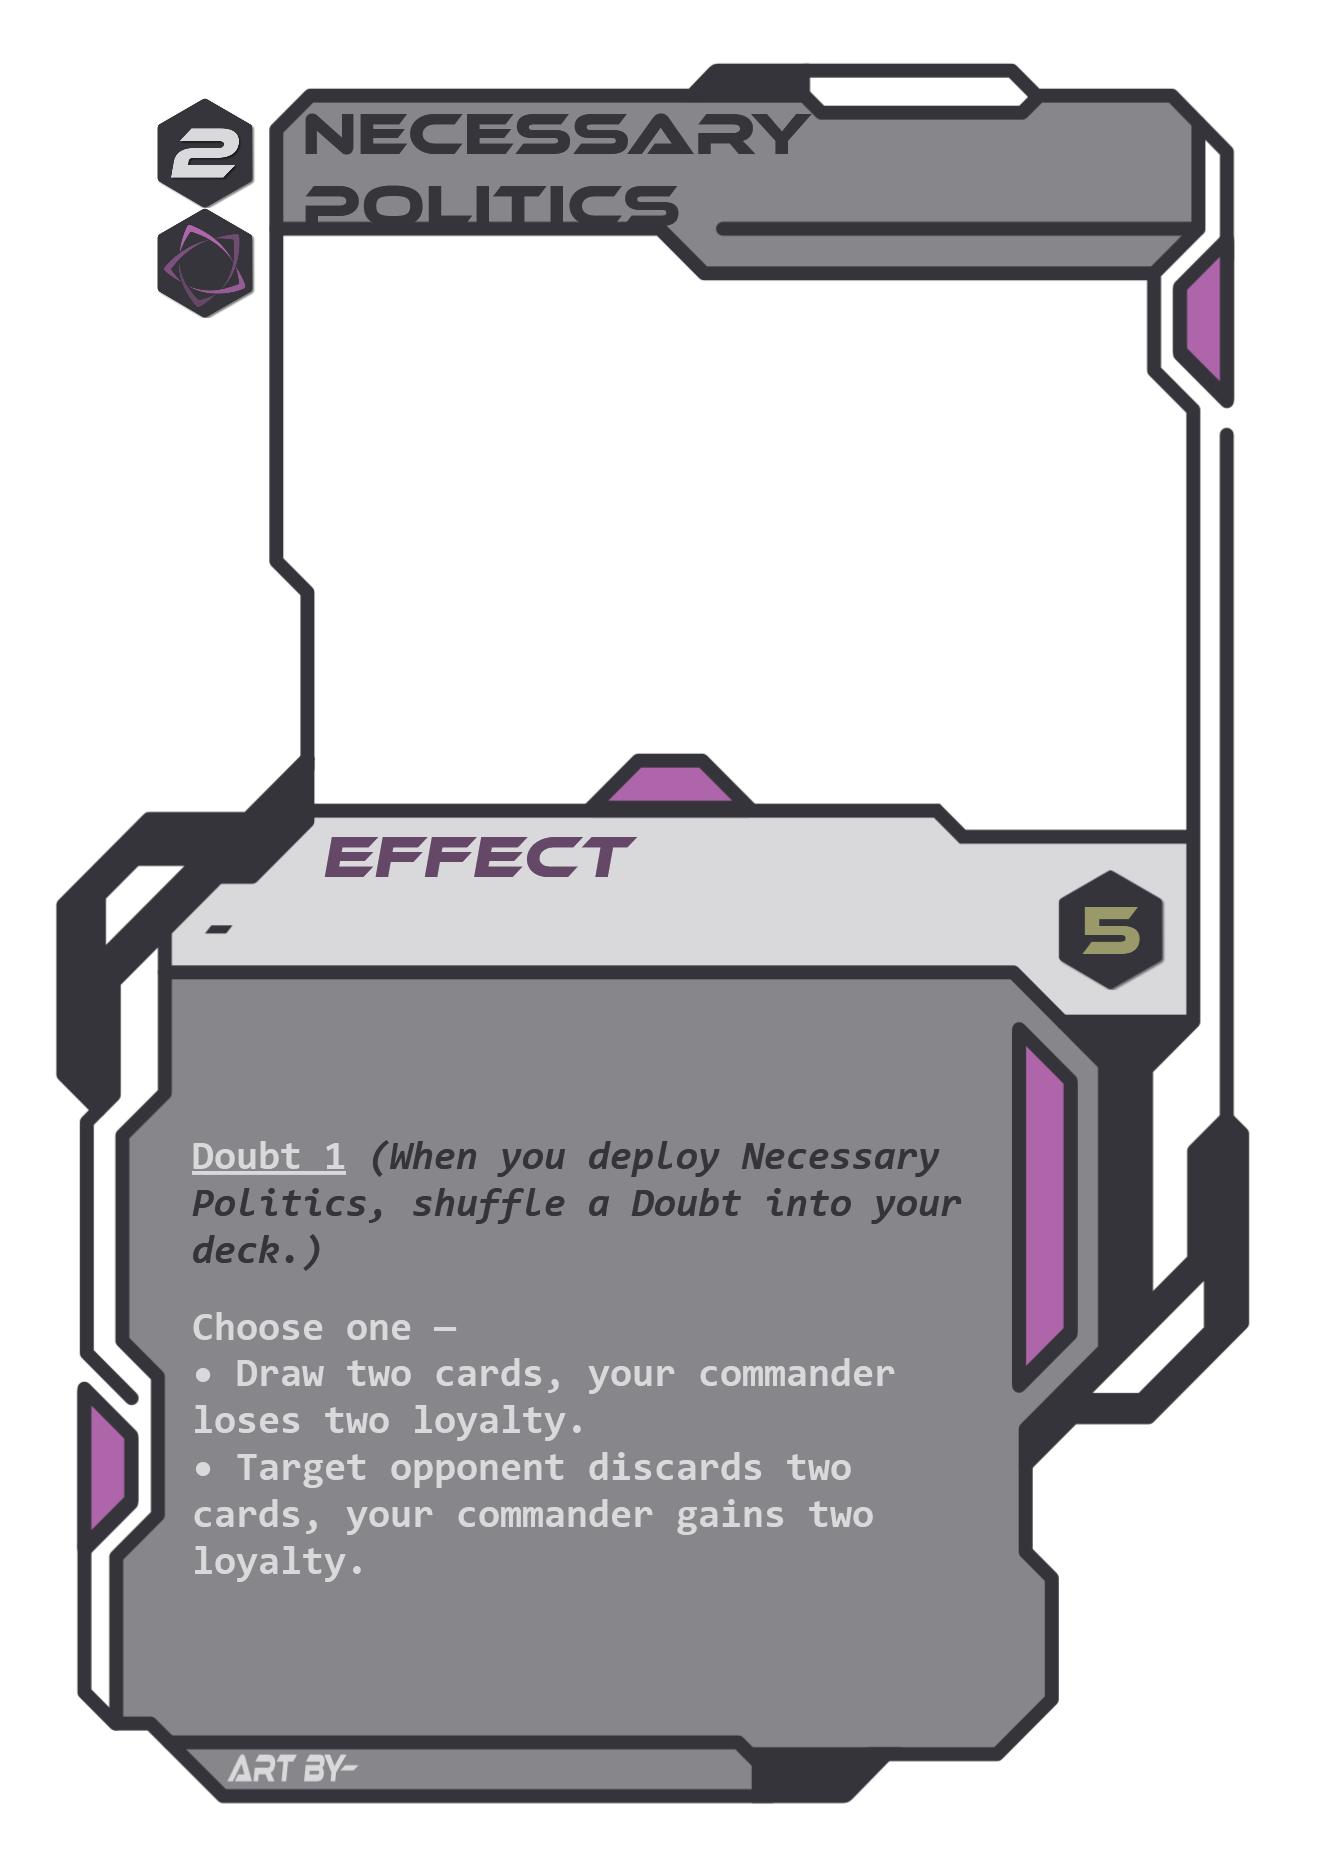 2
NECESSARY
POLITICS
EFFECT
-
5
Doubt 1 (When you deploy Necessary
Politics, shuffle a Doubt into your
deck.)
Choose one —
• Draw two cards, your commander
loses two loyalty.
• Target opponent discards two
cards, your commander gains two
loyalty.
ART BY-